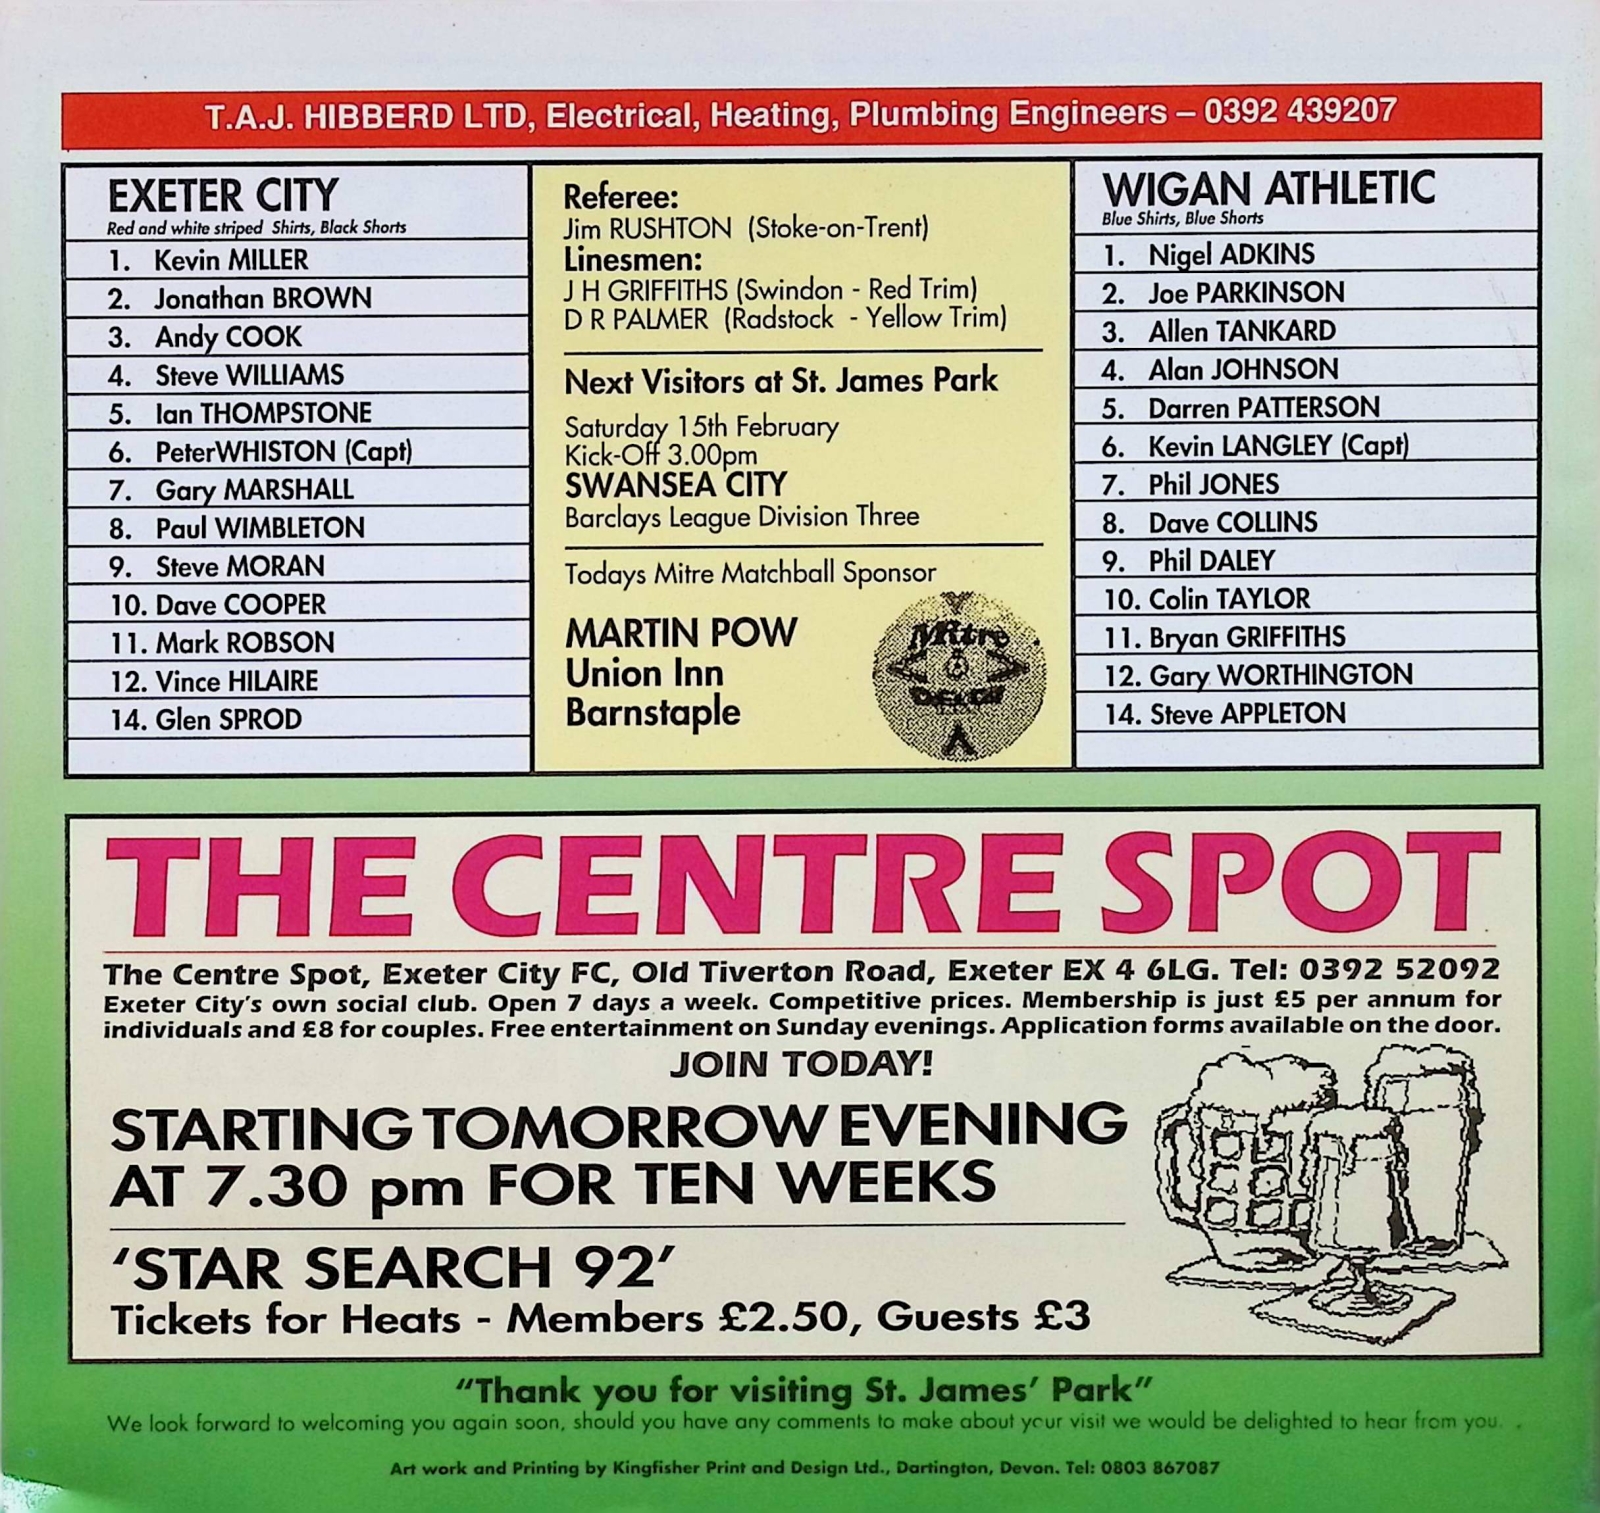 T.A.J. HIBBERD LTD, Electrical, Heating, Plumbing Engineers – 0392 439207
EXETER CITY
Red and white striped Shirts, Black Shorts
1. Kevin MILLER
2. Jonathan BROWN
3. Andy COOK
4. Steve WILLIAMS
5. Ian THOMPSTONE
6. PeterWHISTON (Capt)
7. Gary MARSHALL
8. Paul WIMBLETON
9. Steve MORAN
10. Dave COOPER
11. Mark ROBSON
12. Vince HILAIRE
14. Glen SPROD
Referee:
Jim RUSHTON (Stoke-on-Trent)
Linesmen:
J H GRIFFITHS (Swindon - Red Trim)
D R PALMER (Radstock - Yellow Trim)
Next Visitors at St. James Park
Saturday 15th February
Kick-Off 3.00pm
SWANSEA CITY
Barclays League Division Three
Todays Mitre Matchball Sponsor
MARTIN POW
Union Inn
Barnstaple
Mitre
WIGAN ATHLETIC
Blue Shirts, Blue Shorts
1. Nigel ADKINS
2. Joe PARKINSON
3. Allen TANKARD
4. Alan JOHNSON
5. Darren PATTERSON
6. Kevin LANGLEY (Capt)
7. Phil JONES
8. Dave COLLINS
9. Phil DALEY
10. Colin TAYLOR
11. Bryan GRIFFITHS
12. Gary WORTHINGTON
14. Steve APPLETON
THE CENTRE SPOT
The Centre Spot, Exeter City FC, Old Tiverton Road, Exeter EX 4 6LG. Tel: 0392 52092
Exeter City's own social club. Open 7 days a week. Competitive prices. Membership is just £5 per annum for
individuals and £8 for couples. Free entertainment on Sunday evenings. Application forms available on the door.
JOIN TODAY!
STARTING TOMORROW EVENING
AT 7.30 pm FOR TEN WEEKS
'STAR SEARCH 92'
Tickets for Heats - Members £2.50, Guests £3
"Thank you for visiting St. James' Park"
We look forward to welcoming you again soon, should you have any comments to make about your visit we would be delighted to hear from you.
Art work and Printing by Kingfisher Print and Design Ltd., Dartington, Devon. Tel: 0803 867087